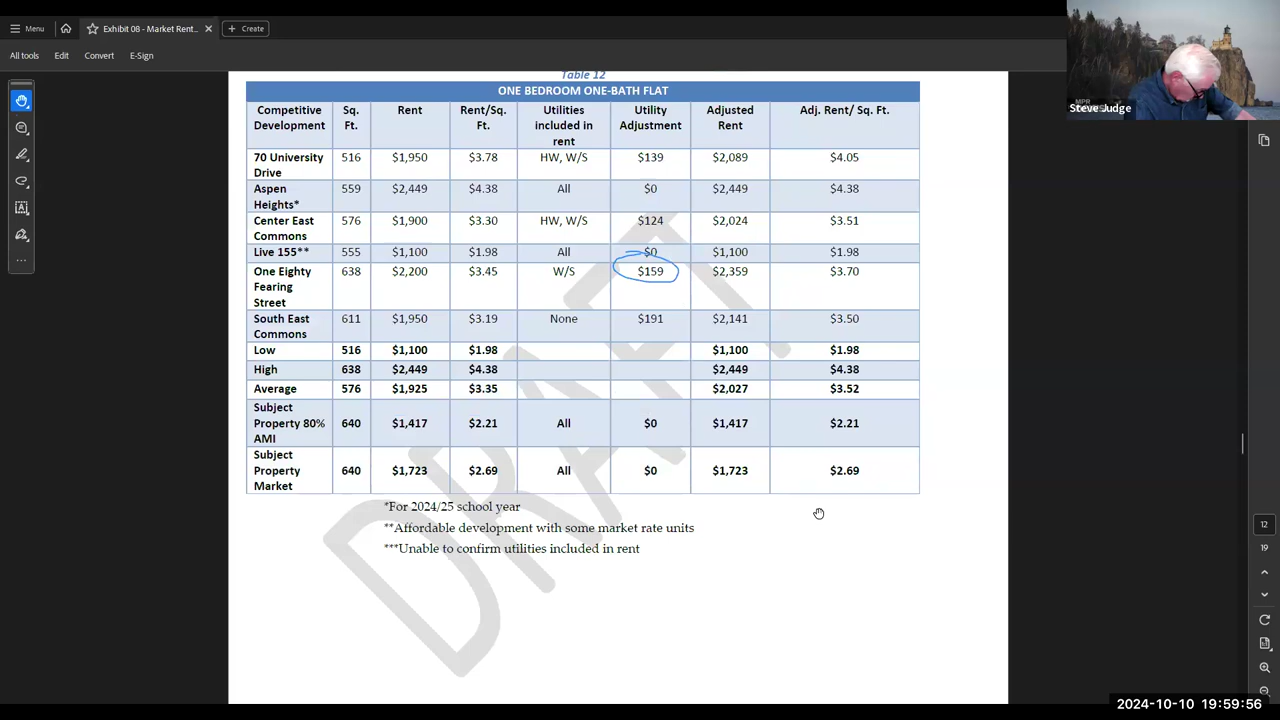 Menu
Exhibit 08 - Market Rent...
Create
All tools
Edit
Convert
E-Sign
Steve Judge
Table 12
ONE BEDROOM ONE-BATH FLAT
Competitive Development Sq. Ft. Rent Rent/Sq. Ft. Utilities included in rent Utility Adjustment Adjusted Rent Adj. Rent/ Sq. Ft.
70 University Drive 516 $1,950 $3.78 HW, W/S $139 $2,089 $4.05
Aspen Heights* 559 $2,449 $4.38 All $0 $2,449 $4.38
Center East Commons 576 $1,900 $3.30 HW, W/S $124 $2,024 $3.51
Live 155** 555 $1,100 $1.98 All $0 $1,100 $1.98
One Eighty Fearing Street 638 $2,200 $3.45 W/S $159 $2,359 $3.70
South East Commons 611 $1,950 $3.19 None $191 $2,141 $3.50
Low 516 $1,100 $1.98 $1,100 $1.98
High 638 $2,449 $4.38 $2,449 $4.38
Average 576 $1,925 $3.35 $2,027 $3.52
Subject Property 80% AMI 640 $1,417 $2.21 All $0 $1,417 $2.21
Subject Property Market 640 $1,723 $2.69 All $0 $1,723 $2.69
*For 2024/25 school year
**Affordable development with some market rate units
***Unable to confirm utilities included in rent
DRAFT
12
19
2024-10-10 19:59:56